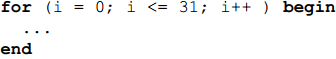 for (i = 0; i <= 31; i++ ) begin
...
end